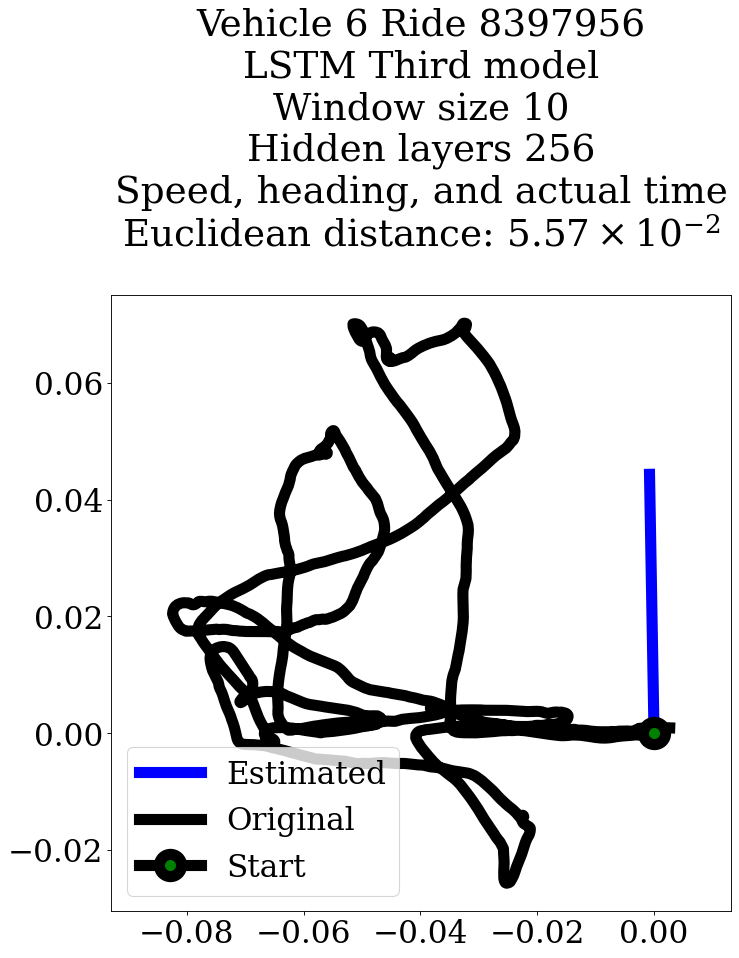 Vehicle 6 Ride 8397956
LSTM Third model
Window size 10
Hidden layers 256
Speed, heading, and actual time
Euclidean distance: 5.57 × 10⁻²
0.06
0.04
0.02
0.00
−0.02
Estimated
Original
Start
−0.08 −0.06 −0.04 −0.02 0.00